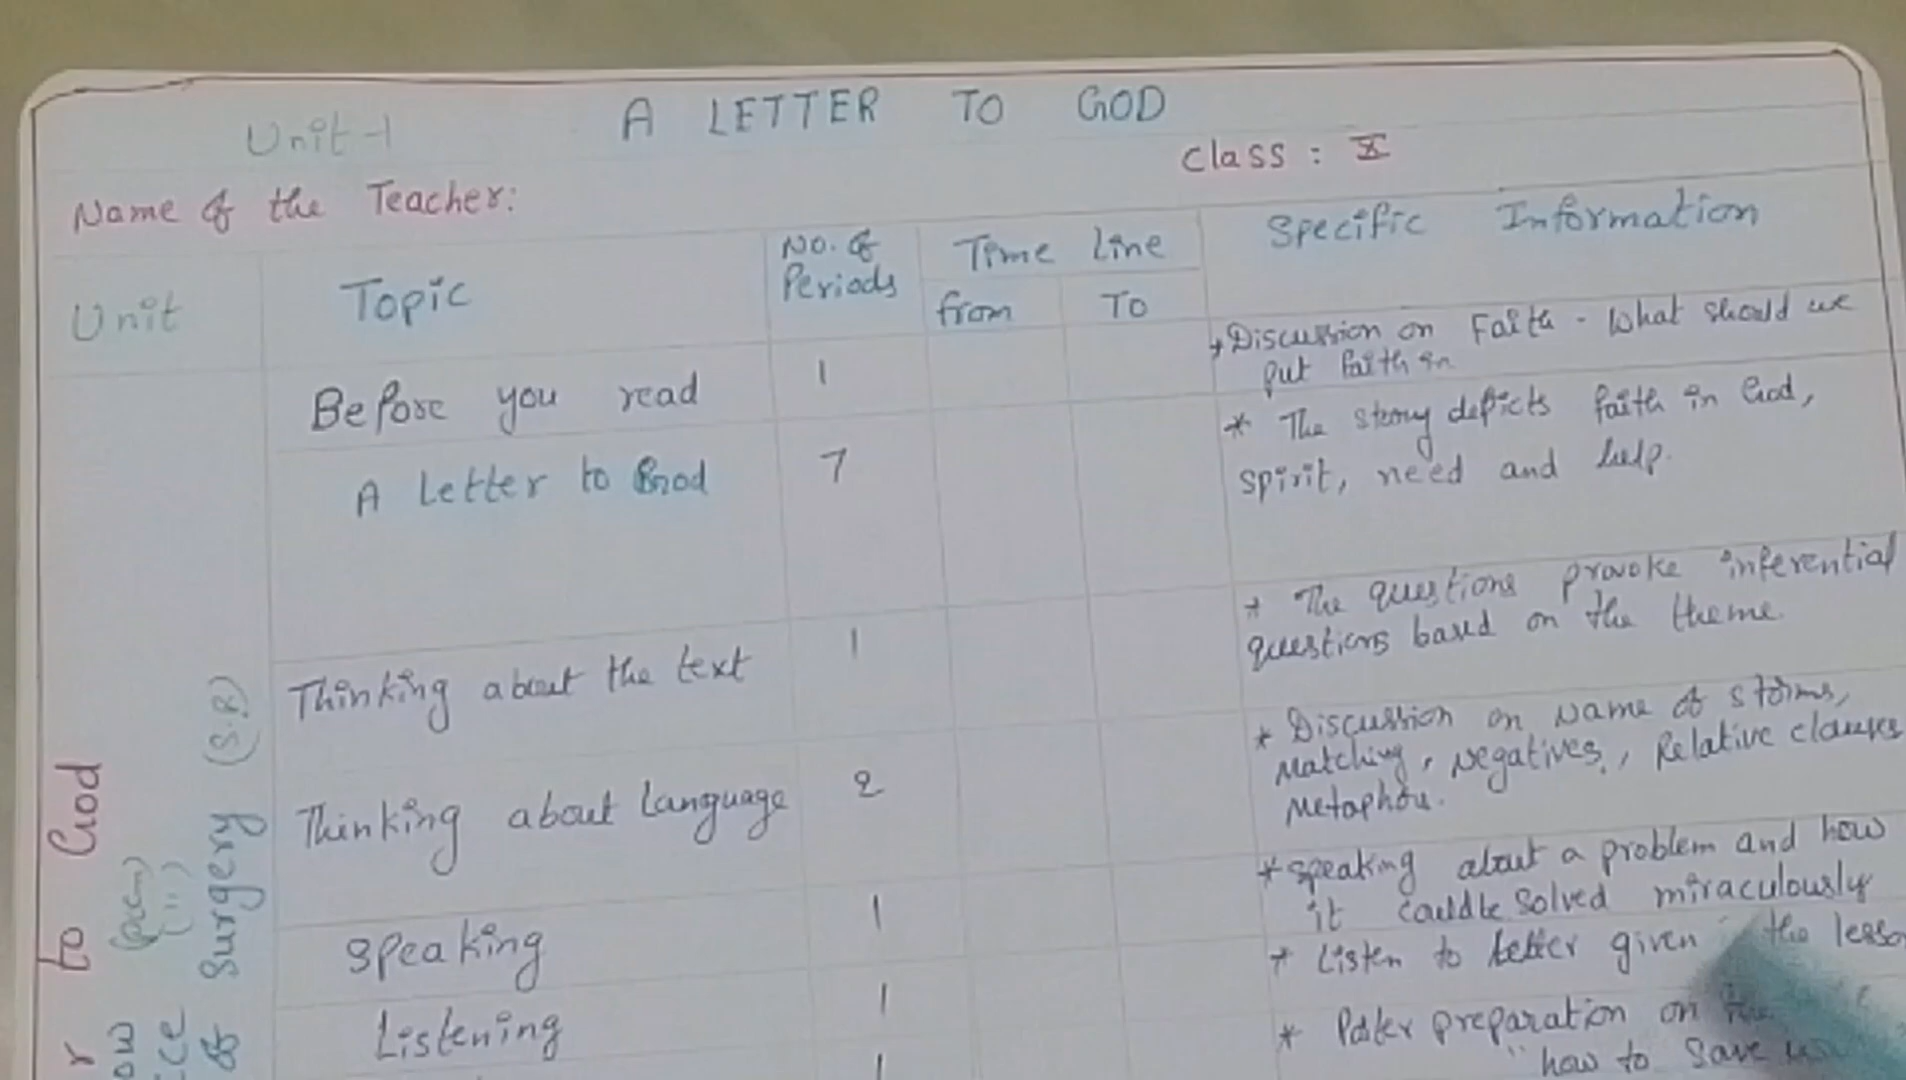 Unit-1 A LETTER TO GOD
Class : X
Name of the Teacher:
Unit Topic No. of Periods Time line Specific Information
from To
Before you read 1 Discussion on Faith - What should we
put faith in
A Letter to God 7 * The story depicts faith in God,
spirit, need and help.
Thinking about the text 1 * The questions provoke inferential
questions based on the theme.
Thinking about language 2 * Discussion on Name of storms,
Matching, Negatives, Relative clauses
Metaphor.
Speaking 1 * speaking about a problem and how
it could be solved miraculously
Listening 1 * Listen to letter given the
1 * Poster preparation on
"how to save
to God
(poem)
(")
of Surgery (S.R)